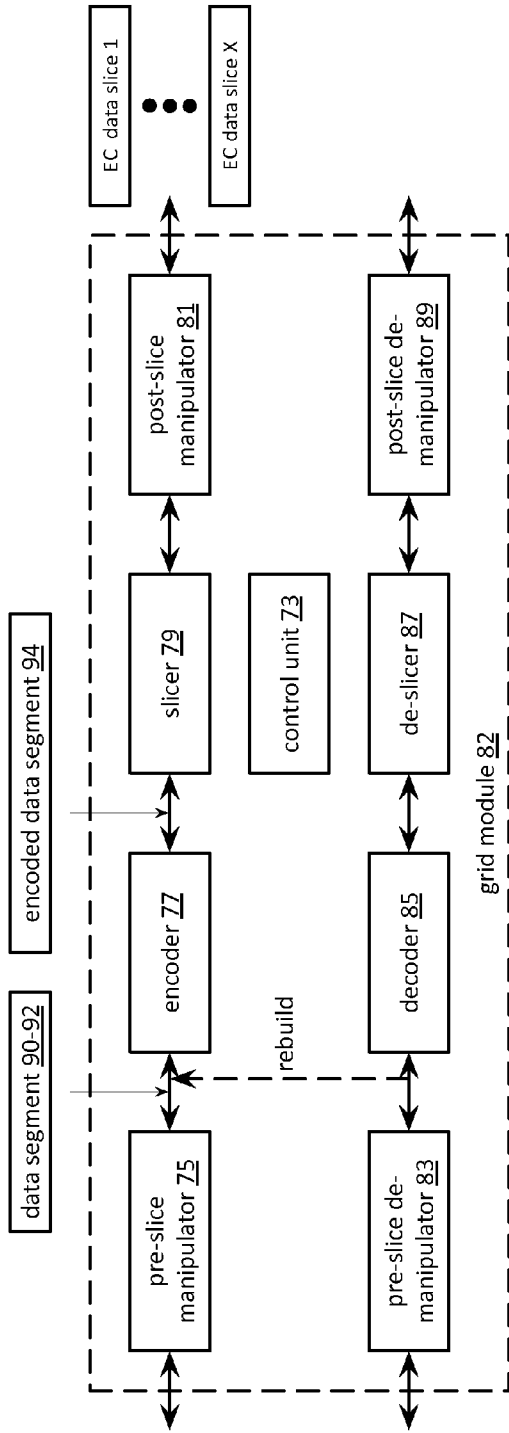 data segment 90-92
encoded data segment 94
pre-slice
manipulator 75
encoder 77
slicer 79
post-slice
manipulator 81
EC data slice 1
EC data slice X
rebuild
control unit 73
pre-slice de-
manipulator 83
decoder 85
de-slicer 87
post-slice de-
manipulator 89
grid module 82